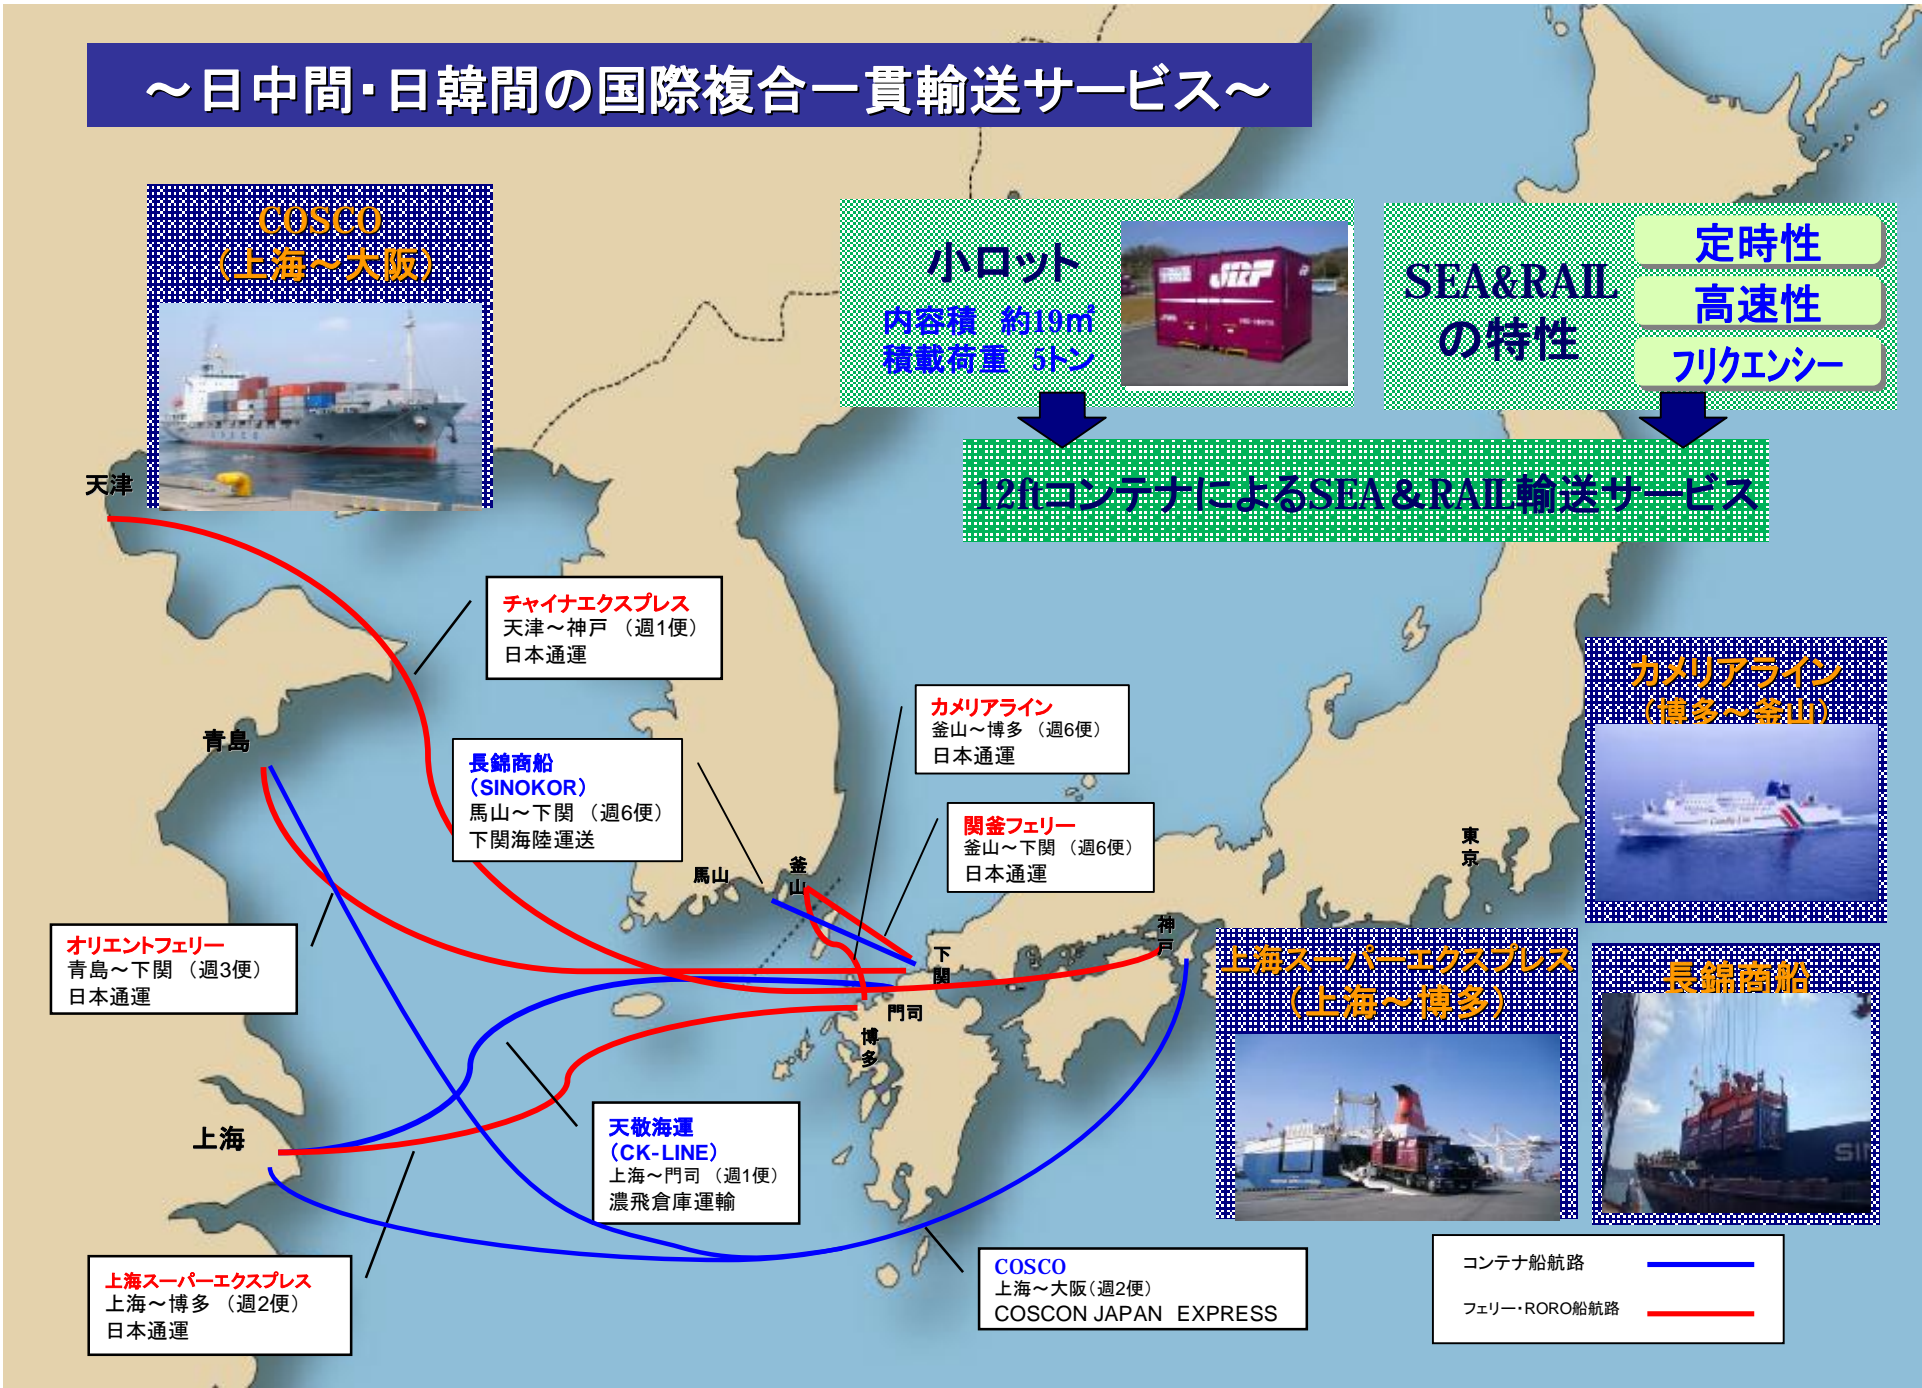 ～日中間・日韓間の国際複合一貫輸送サービス～
COSCO
（上海～大阪）
小ロット
内容積　約19㎥
積載荷重　5トン
JRF
SEA&RAIL
の特性
定時性
高速性
フリクエンシー
12ftコンテナによるSEA＆RAIL輸送サービス
天津
チャイナエクスプレス
天津～神戸（週1便）
日本通運
青島
長錦商船
（SINOKOR）
馬山～下関（週6便）
下関海陸運送
カメリアライン
釜山～博多（週6便）
日本通運
関釜フェリー
釜山～下関（週6便）
日本通運
カメリアライン
（博多～釜山）
Camellia Line
馬山
釜山
東京
神戸
下関
門司
博多
オリエントフェリー
青島～下関（週3便）
日本通運
上海スーパーエクスプレス
（上海～博多）
長錦商船
上海
天敬海運
（CK-LINE）
上海～門司（週1便）
濃飛倉庫運輸
上海スーパーエクスプレス
上海～博多（週2便）
日本通運
COSCO
上海～大阪（週2便）
COSCON JAPAN　EXPRESS
コンテナ船航路
フェリー・RORO船航路